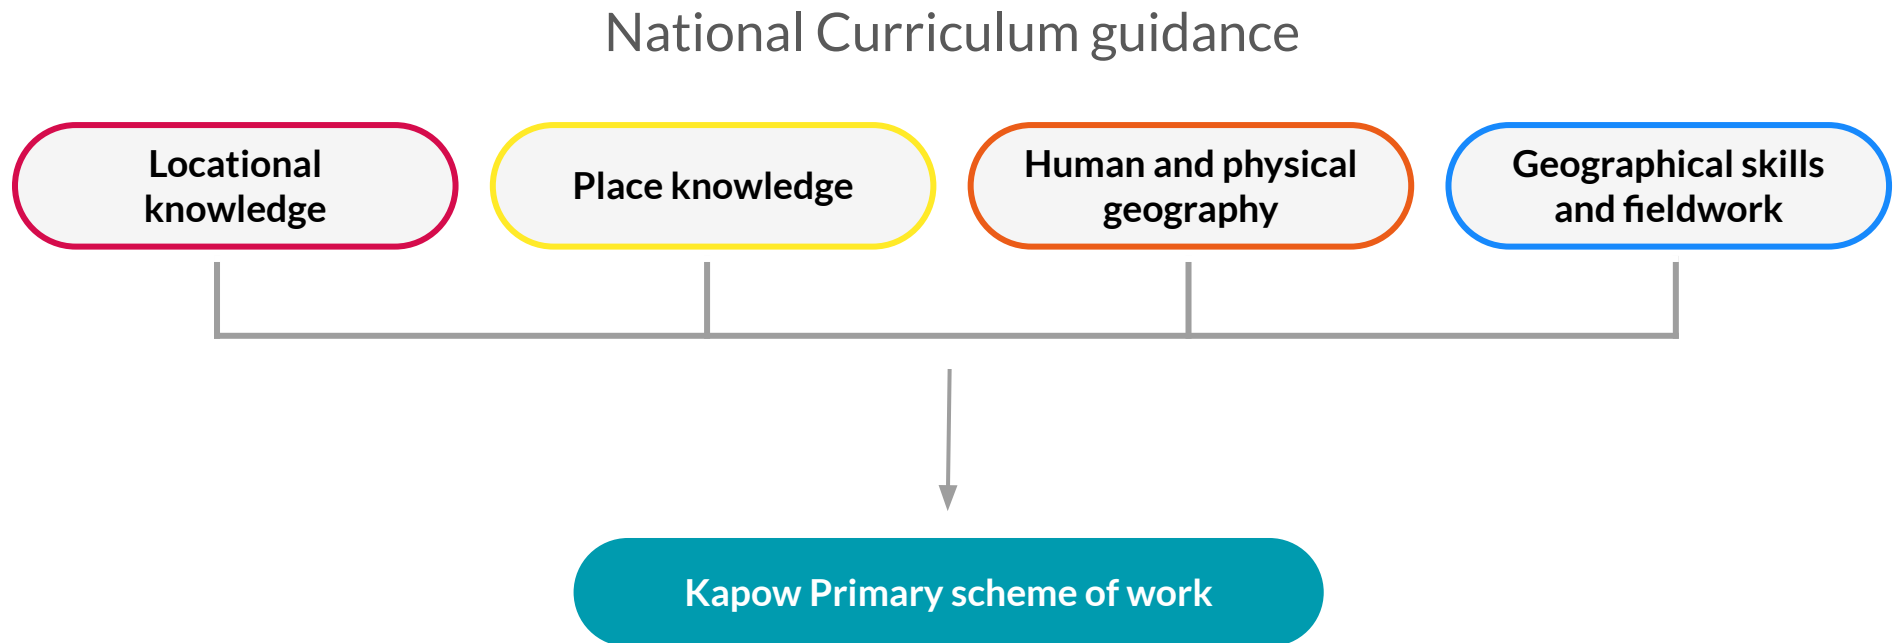 National Curriculum guidance
Locational
knowledge
Place knowledge
Human and physical
geography
Geographical skills
and fieldwork
Kapow Primary scheme of work